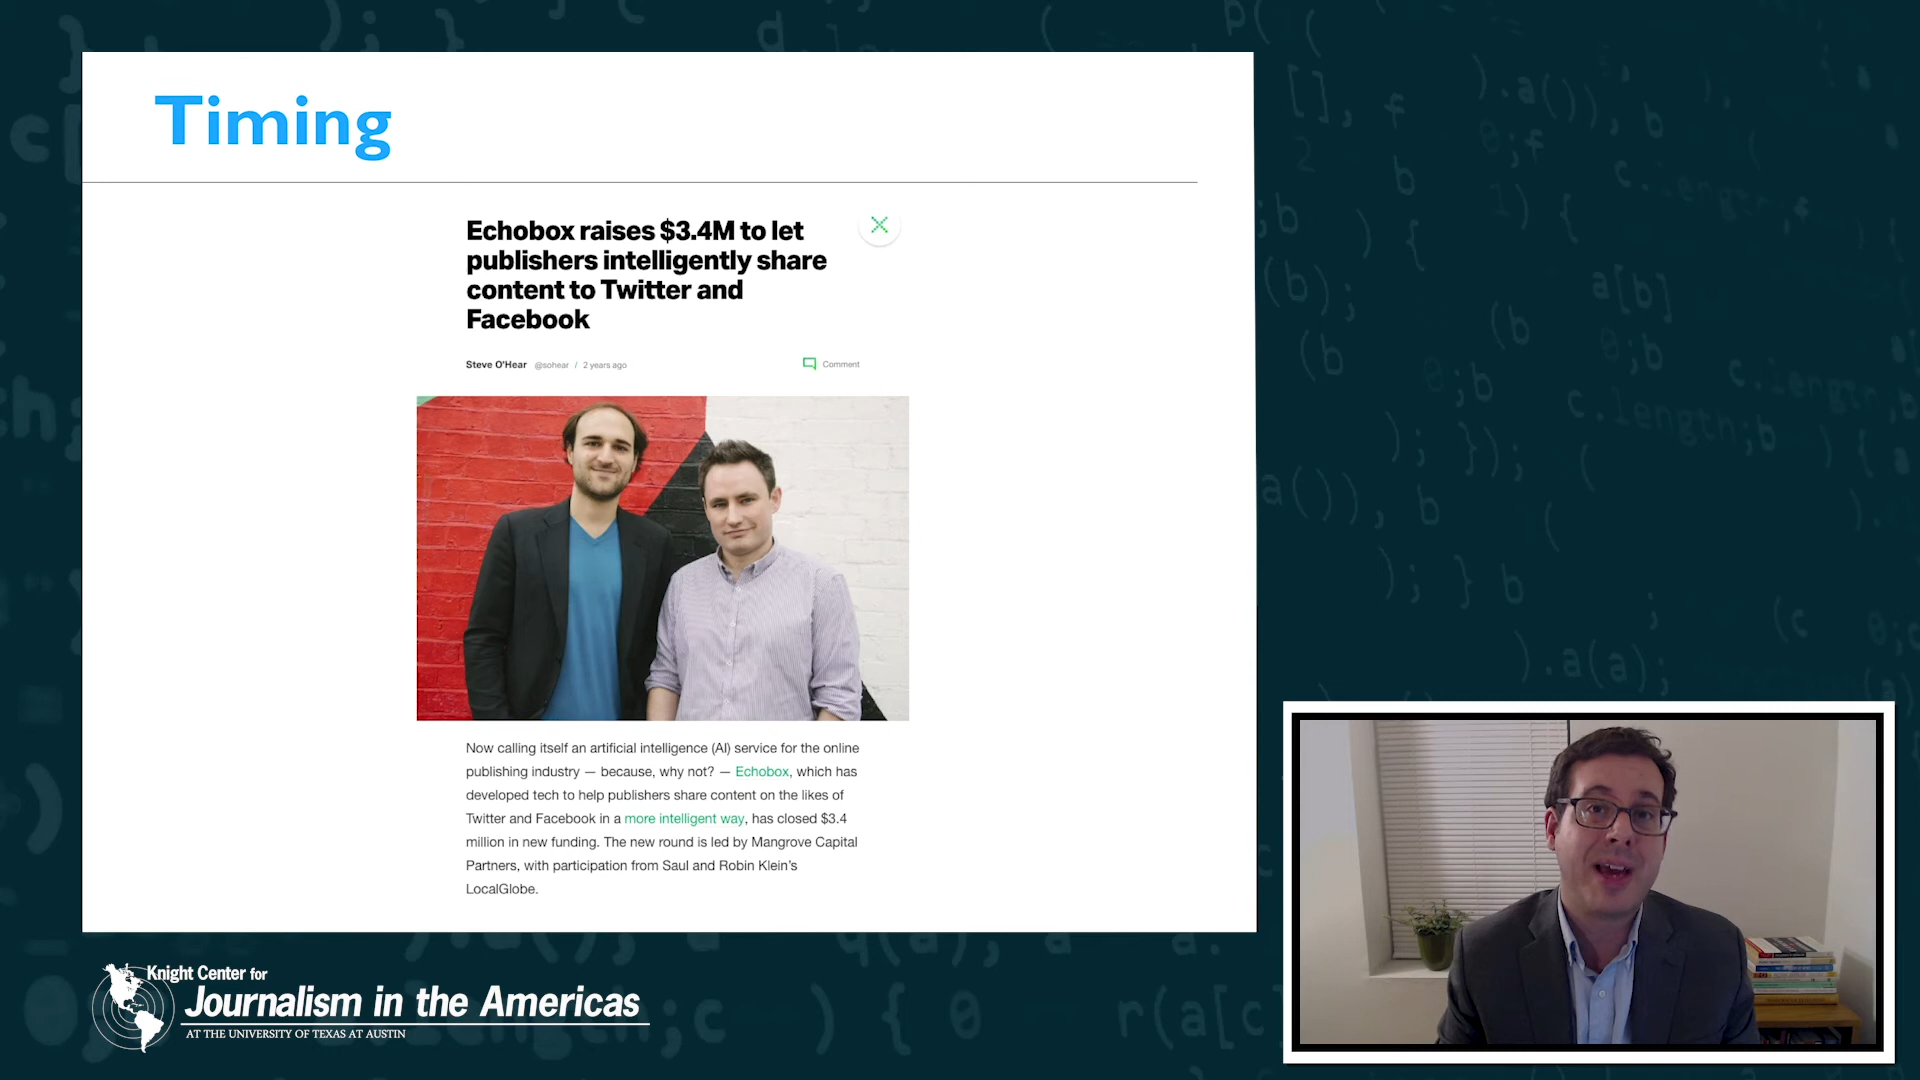 Timing
Echobox raises $3.4M to let
publishers intelligently share
content to Twitter and
Facebook
Steve O'Hear @sohear / 2 years ago
Comment
Now calling itself an artificial intelligence (AI) service for the online
publishing industry — because, why not? — Echobox, which has
developed tech to help publishers share content on the likes of
Twitter and Facebook in a more intelligent way, has closed $3.4
million in new funding. The new round is led by Mangrove Capital
Partners, with participation from Saul and Robin Klein's
LocalGlobe.
Knight Center for
Journalism in the Americas
AT THE UNIVERSITY OF TEXAS AT AUSTIN